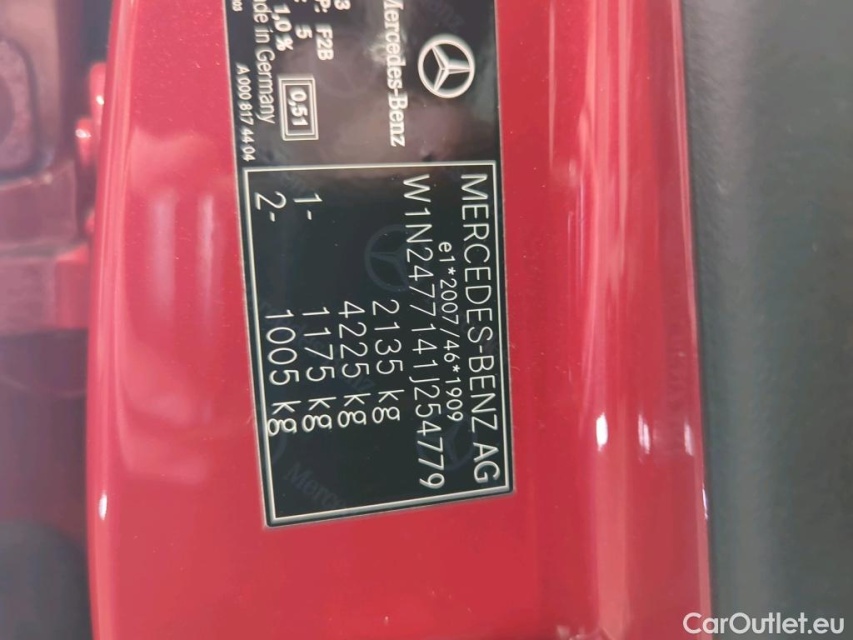 MERCEDES-BENZ AG
e1*2007/46*1909
W1N2477141J254779
2135 kg
4225 kg
1- 1175 kg
2- 1005 kg
Mercedes-Benz
F2B
5
1,0%
0,51
in Germany
A 000 817 44 04
CarOutlet.eu